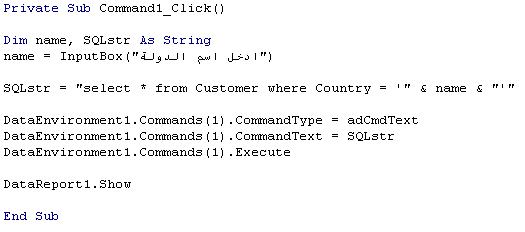 Private Sub Command1_Click()
Dim name, SQLstr As String
name = InputBox("ادخل اسم الدولة")
SQLstr = "select * from Customer where Country = '" & name & "'"
DataEnvironment1.Commands(1).CommandType = adCmdText
DataEnvironment1.Commands(1).CommandText = SQLstr
DataEnvironment1.Commands(1).Execute
DataReport1.Show
End Sub